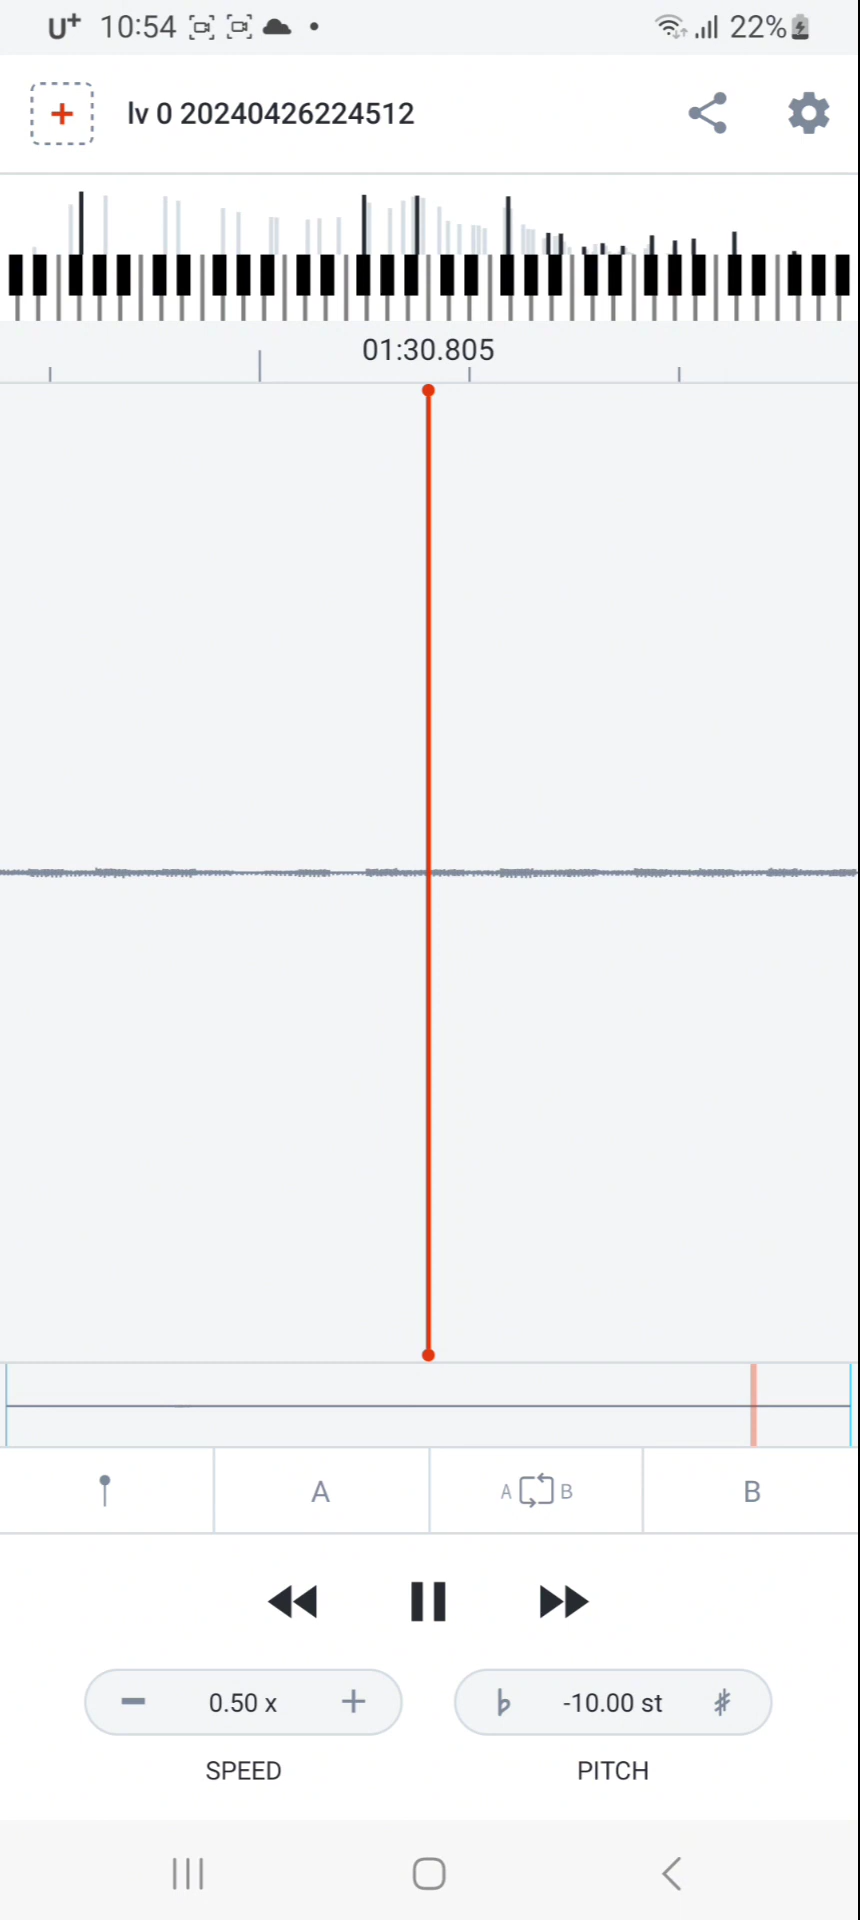 U+ 10:54 22%
lv 0 20240426224512
01:30.805
A A B B
0.50 x -10.00 st
SPEED PITCH